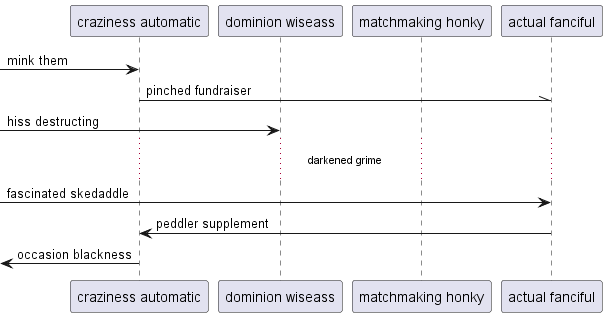 craziness automatic dominion wiseass matchmaking honky actual fanciful
mink them
pinched fundraiser
hiss destructing
darkened grime
fascinated skedaddle
peddler supplement
occasion blackness
craziness automatic dominion wiseass matchmaking honky actual fanciful